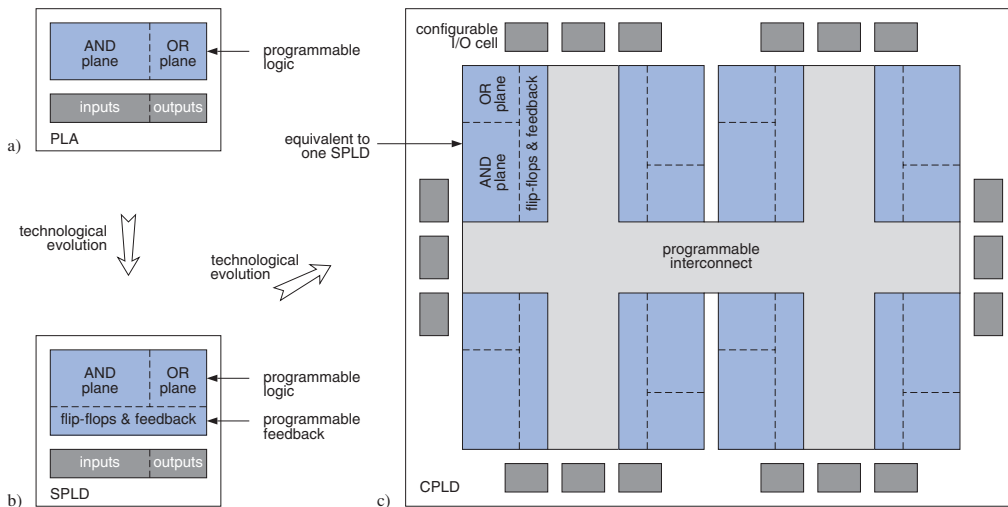 AND
plane
OR
plane
programmable
logic
inputs
outputs
PLA
a)
technological
evolution
technological
evolution
AND
plane
OR
plane
flip-flops & feedback
programmable
logic
programmable
feedback
inputs
outputs
SPLD
b)
configurable
I/O cell
OR
plane
AND
plane
flip-flops & feedback
equivalent to
one SPLD
programmable
interconnect
CPLD
c)